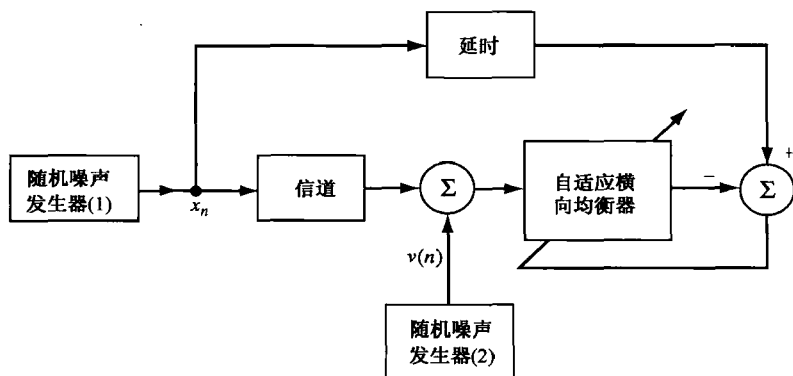 延时
随机噪声
发生器(1)
x_n
信道
Σ
自适应横
向均衡器
−
+
Σ
v(n)
随机噪声
发生器(2)